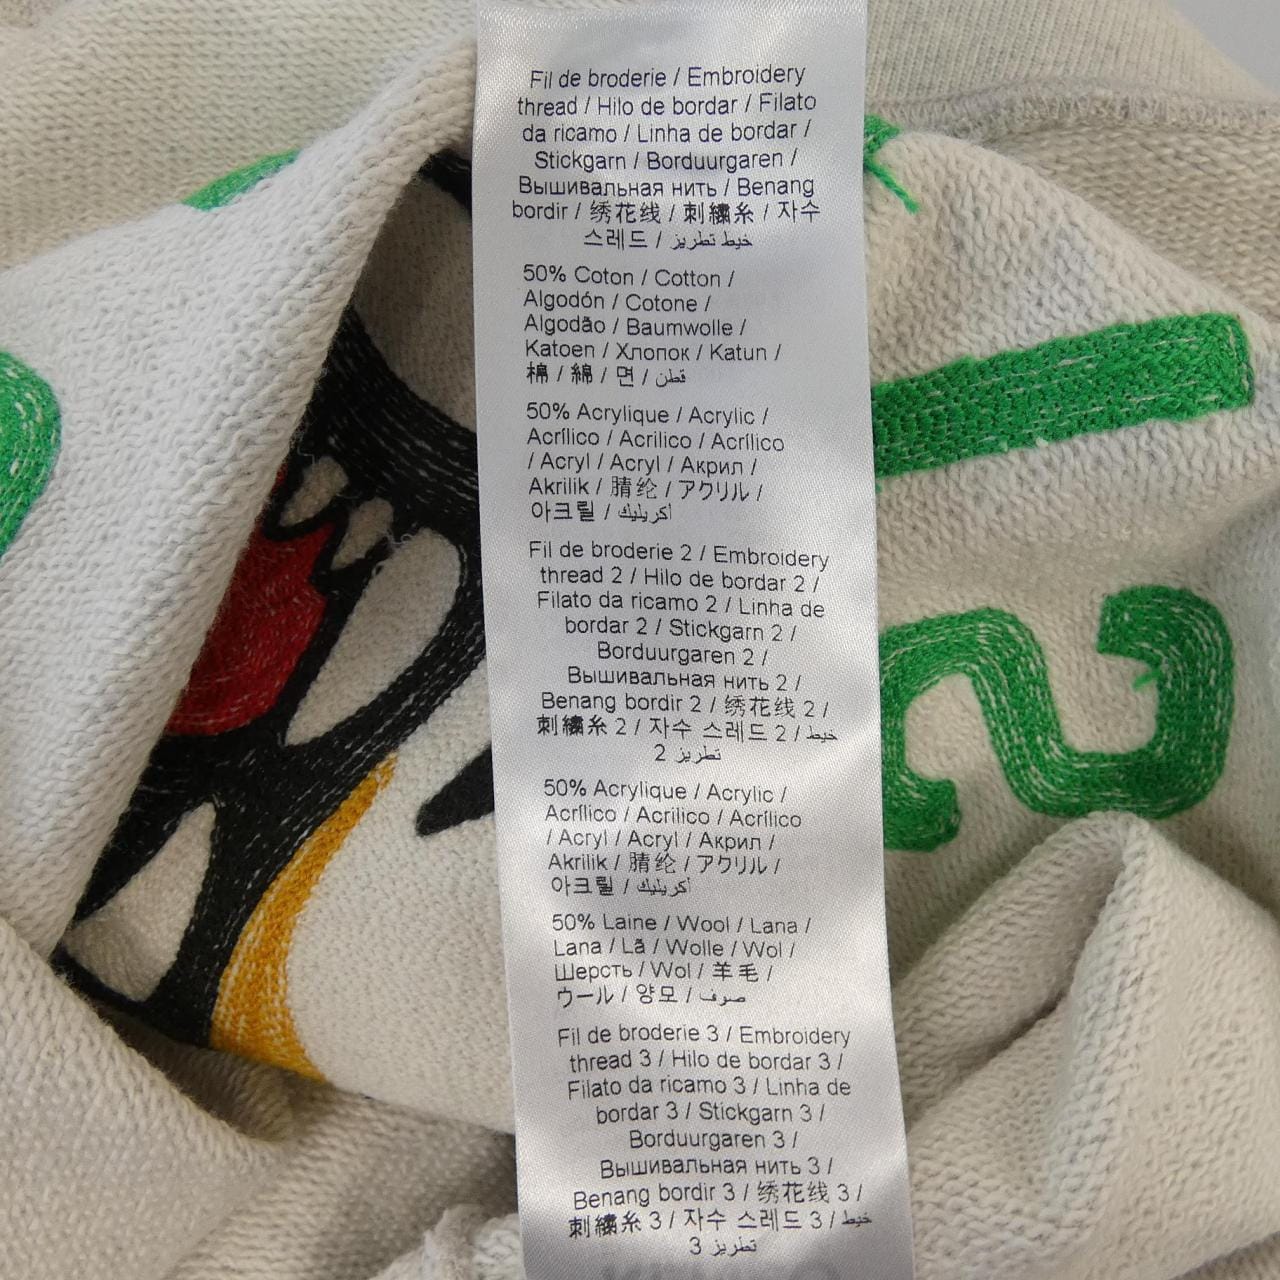 Fil de broderie / Embroidery
thread / Hilo de bordar / Filato
da ricamo / Linha de bordar /
Stickgarn / Borduurgaren /
Вышивальная нить / Benang
bordir / 绣花线 / 刺繍糸 / 자수
스레드 / خيط تطريز
50% Coton / Cotton /
Algodón / Cotone /
Algodão / Baumwolle /
Katoen / Хлопок / Katun /
棉 / 綿 / 면 / قطن
50% Acrylique / Acrylic /
Acrílico / Acrilico / Acrílico
/ Acryl / Acryl / Акрил /
Akrilik / 腈纶 / アクリル /
아크릴 / أكريليك
Fil de broderie 2 / Embroidery
thread 2 / Hilo de bordar 2 /
Filato da ricamo 2 / Linha de
bordar 2 / Stickgarn 2 /
Borduurgaren 2 /
Вышивальная нить 2 /
Benang bordir 2 / 绣花线 2 /
刺繍糸 2 / 자수 스레드 2 / خيط
تطريز 2
50% Acrylique / Acrylic /
Acrílico / Acrilico / Acrílico
/ Acryl / Acryl / Акрил /
Akrilik / 腈纶 / アクリル /
아크릴 / أكريليك
50% Laine / Wool / Lana /
Lana / Lã / Wolle / Wol /
Шерсть / Wol / 羊毛 /
ウール / 양모 / صوف
Fil de broderie 3 / Embroidery
thread 3 / Hilo de bordar 3 /
Filato da ricamo 3 / Linha de
bordar 3 / Stickgarn 3 /
Borduurgaren 3 /
Вышивальная нить 3 /
Benang bordir 3 / 绣花线 3 /
刺繍糸 3 / 자수 스레드 3 / خيط
تطريز 3